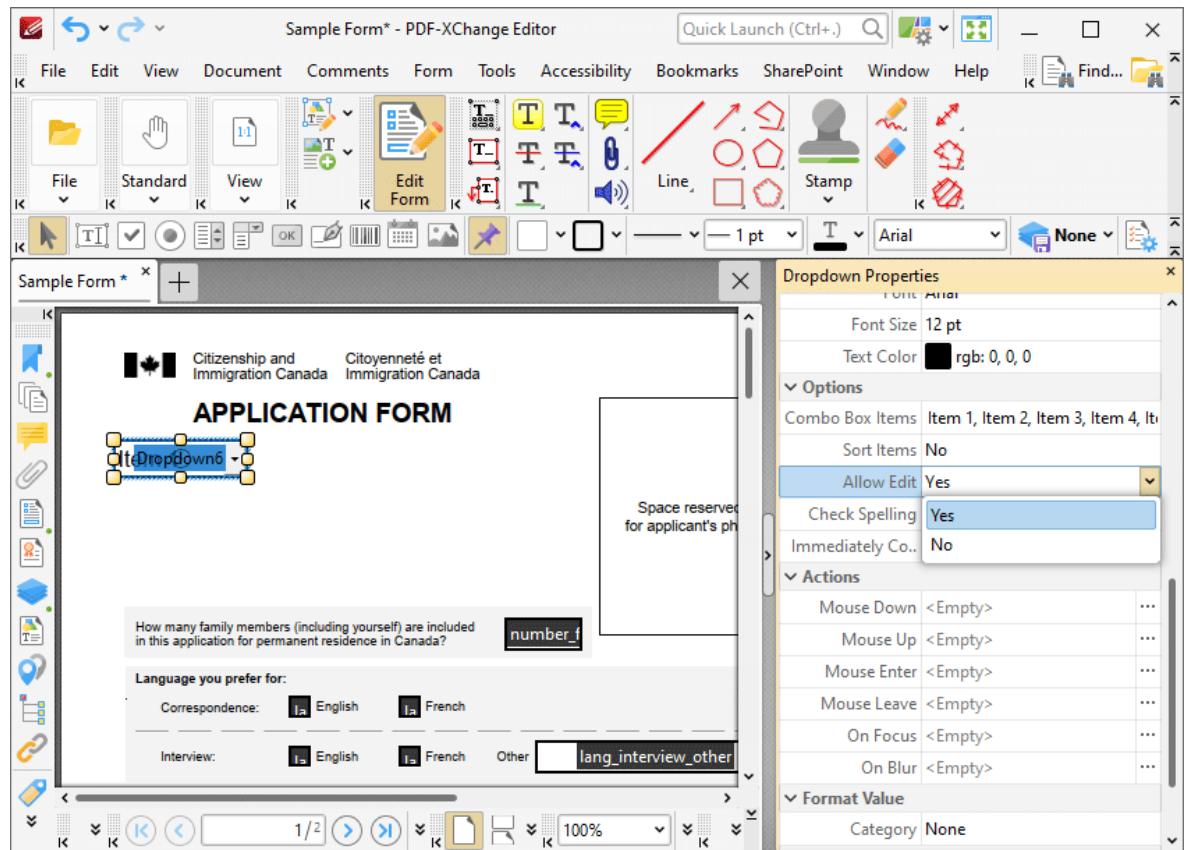 Sample Form* - PDF-XChange Editor
Quick Launch (Ctrl+.)
File Edit View Document Comments Form Tools Accessibility Bookmarks SharePoint Window Help Find...
File Standard View Edit Form Line Stamp
1 pt Arial None
Sample Form *
Dropdown Properties
Font Arial
Font Size 12 pt
Text Color rgb: 0, 0, 0
Options
Combo Box Items Item 1, Item 2, Item 3, Item 4, Ite
Sort Items No
Allow Edit Yes
Check Spelling Yes
Immediately Co.. No
Actions
Mouse Down <Empty> ...
Mouse Up <Empty> ...
Mouse Enter <Empty> ...
Mouse Leave <Empty> ...
On Focus <Empty> ...
On Blur <Empty> ...
Format Value
Category None
Citizenship and Citoyenneté et
Immigration Canada Immigration Canada
APPLICATION FORM
Dropdown6
Space reserved
for applicant's ph
How many family members (including yourself) are included
in this application for permanent residence in Canada?
number_f
Language you prefer for:
Correspondence: la English la French
Interview: la English la French Other lang_interview_other
1/2 100%